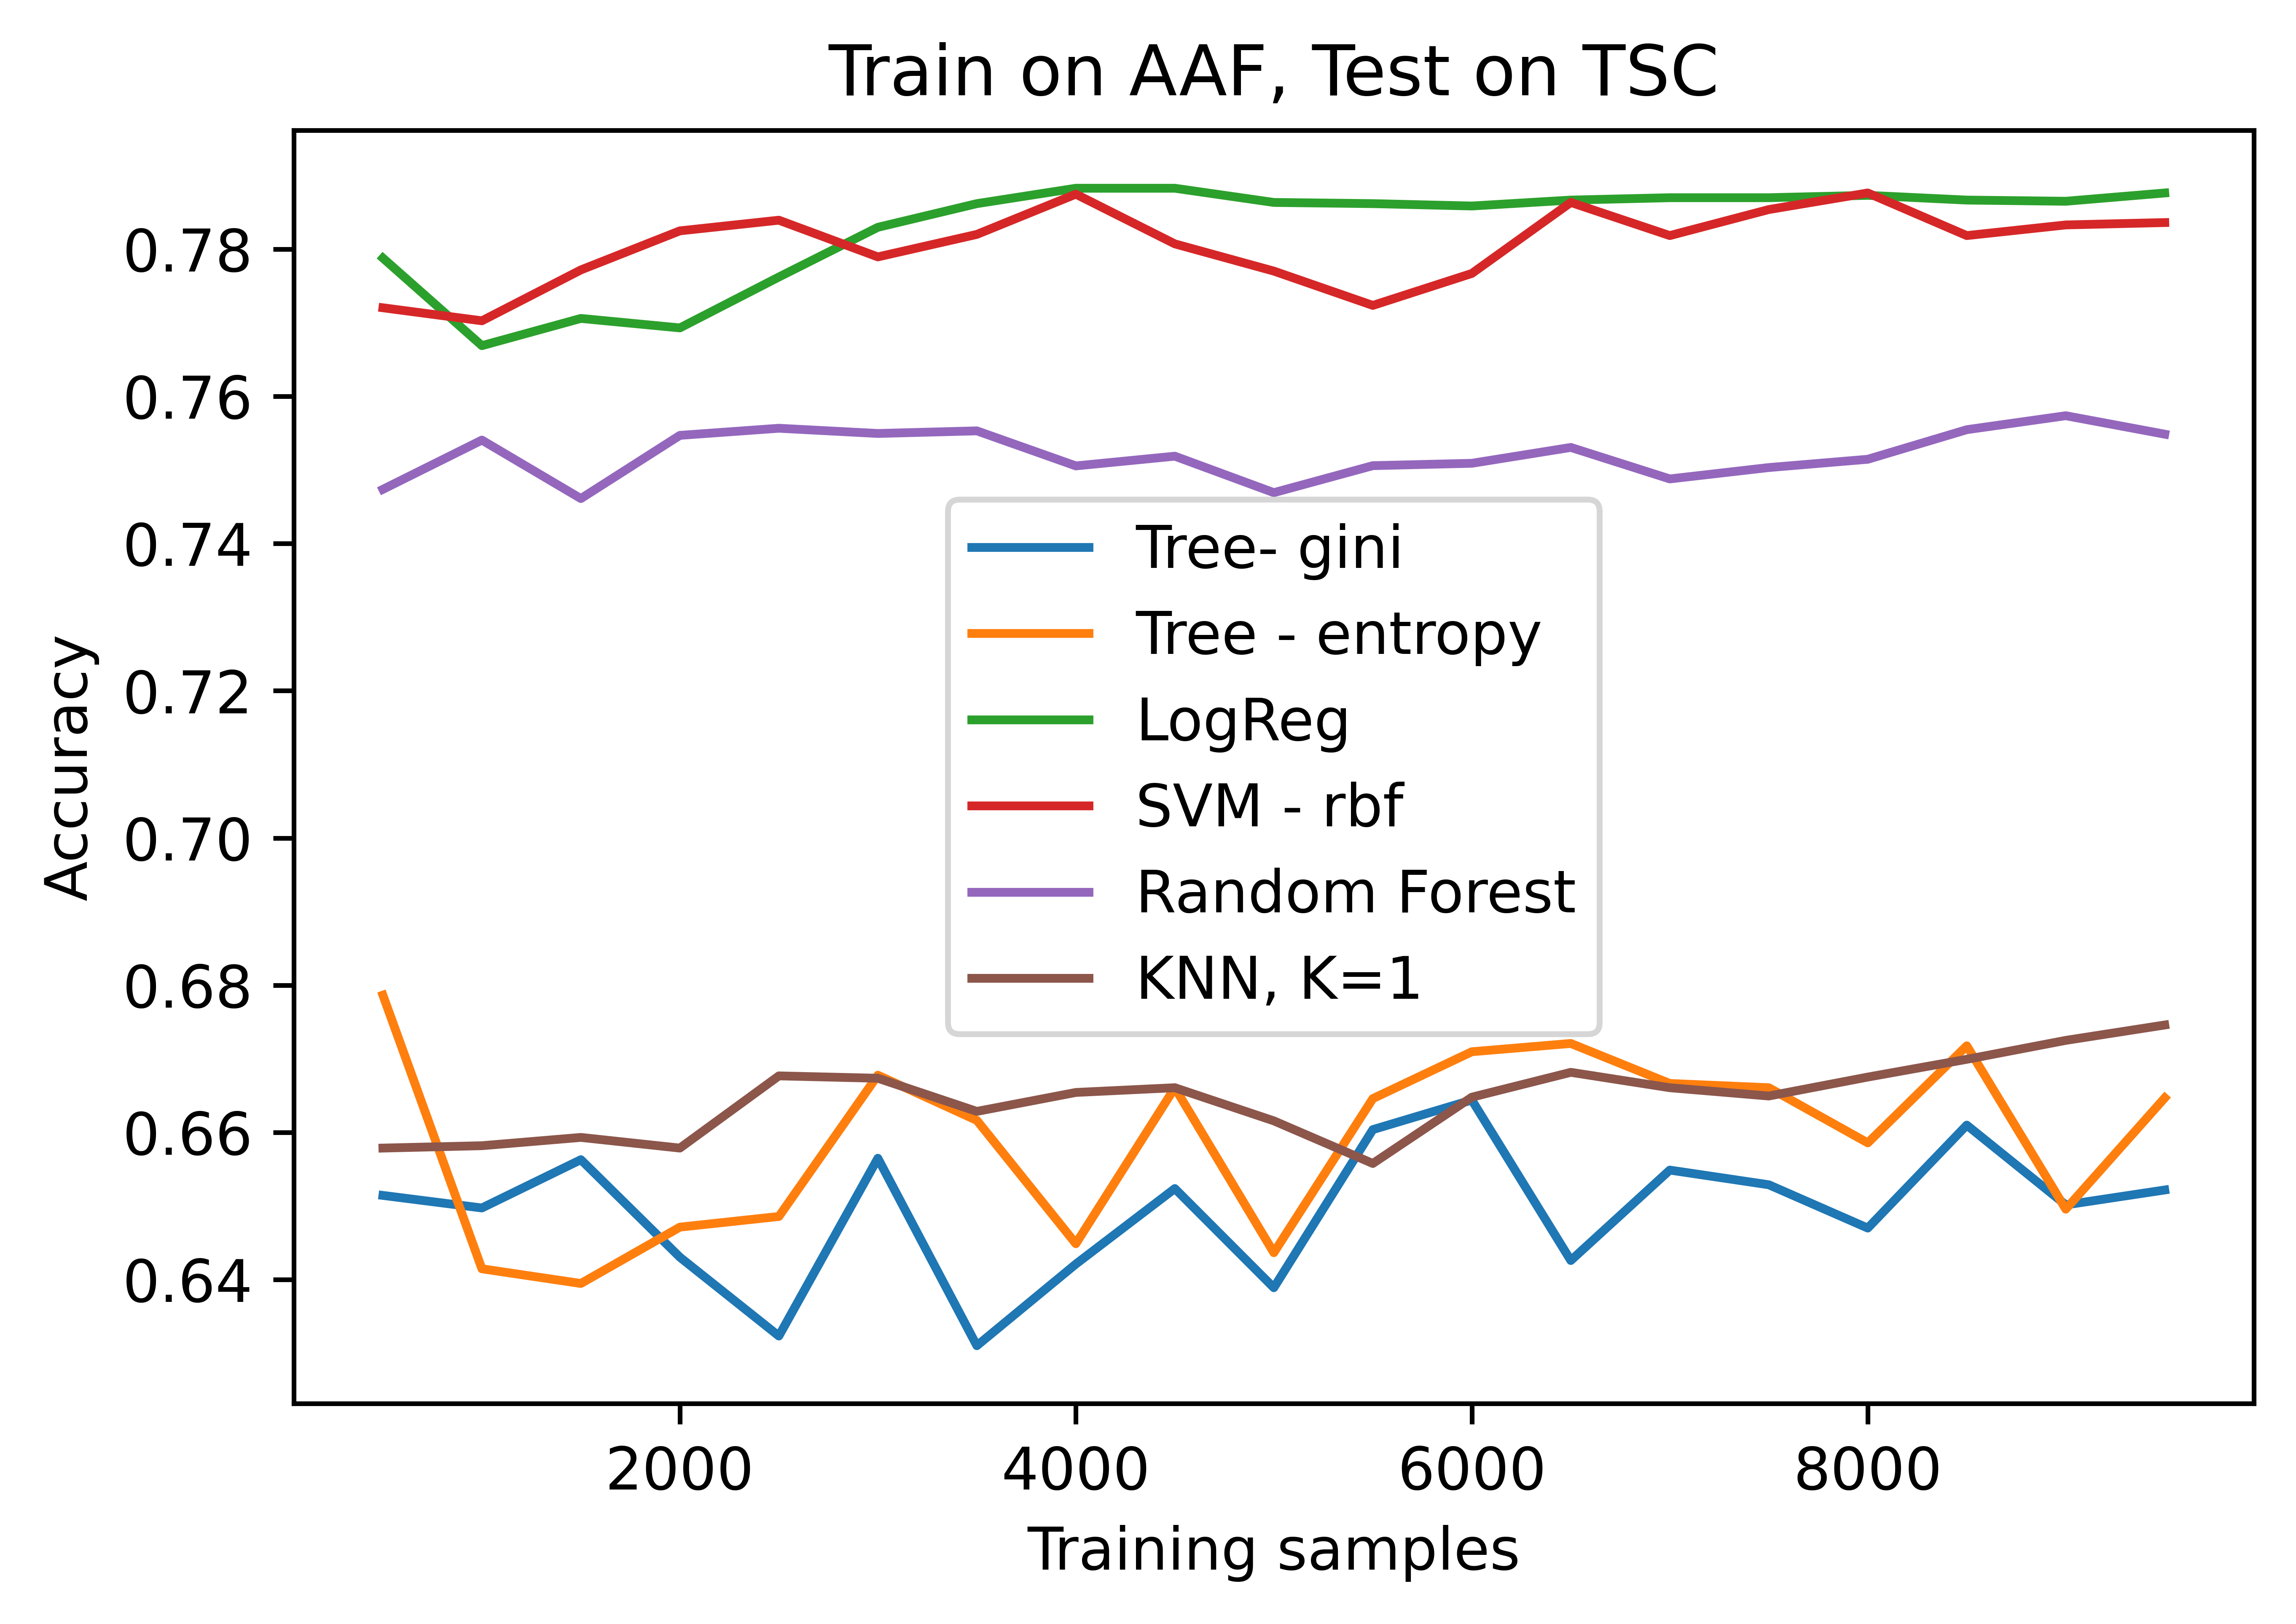 Train on AAF, Test on TSC
Accuracy
0.78
0.76
0.74
0.72
0.70
0.68
0.66
0.64
Tree- gini
Tree - entropy
LogReg
SVM - rbf
Random Forest
KNN, K=1
2000 4000 6000 8000
Training samples